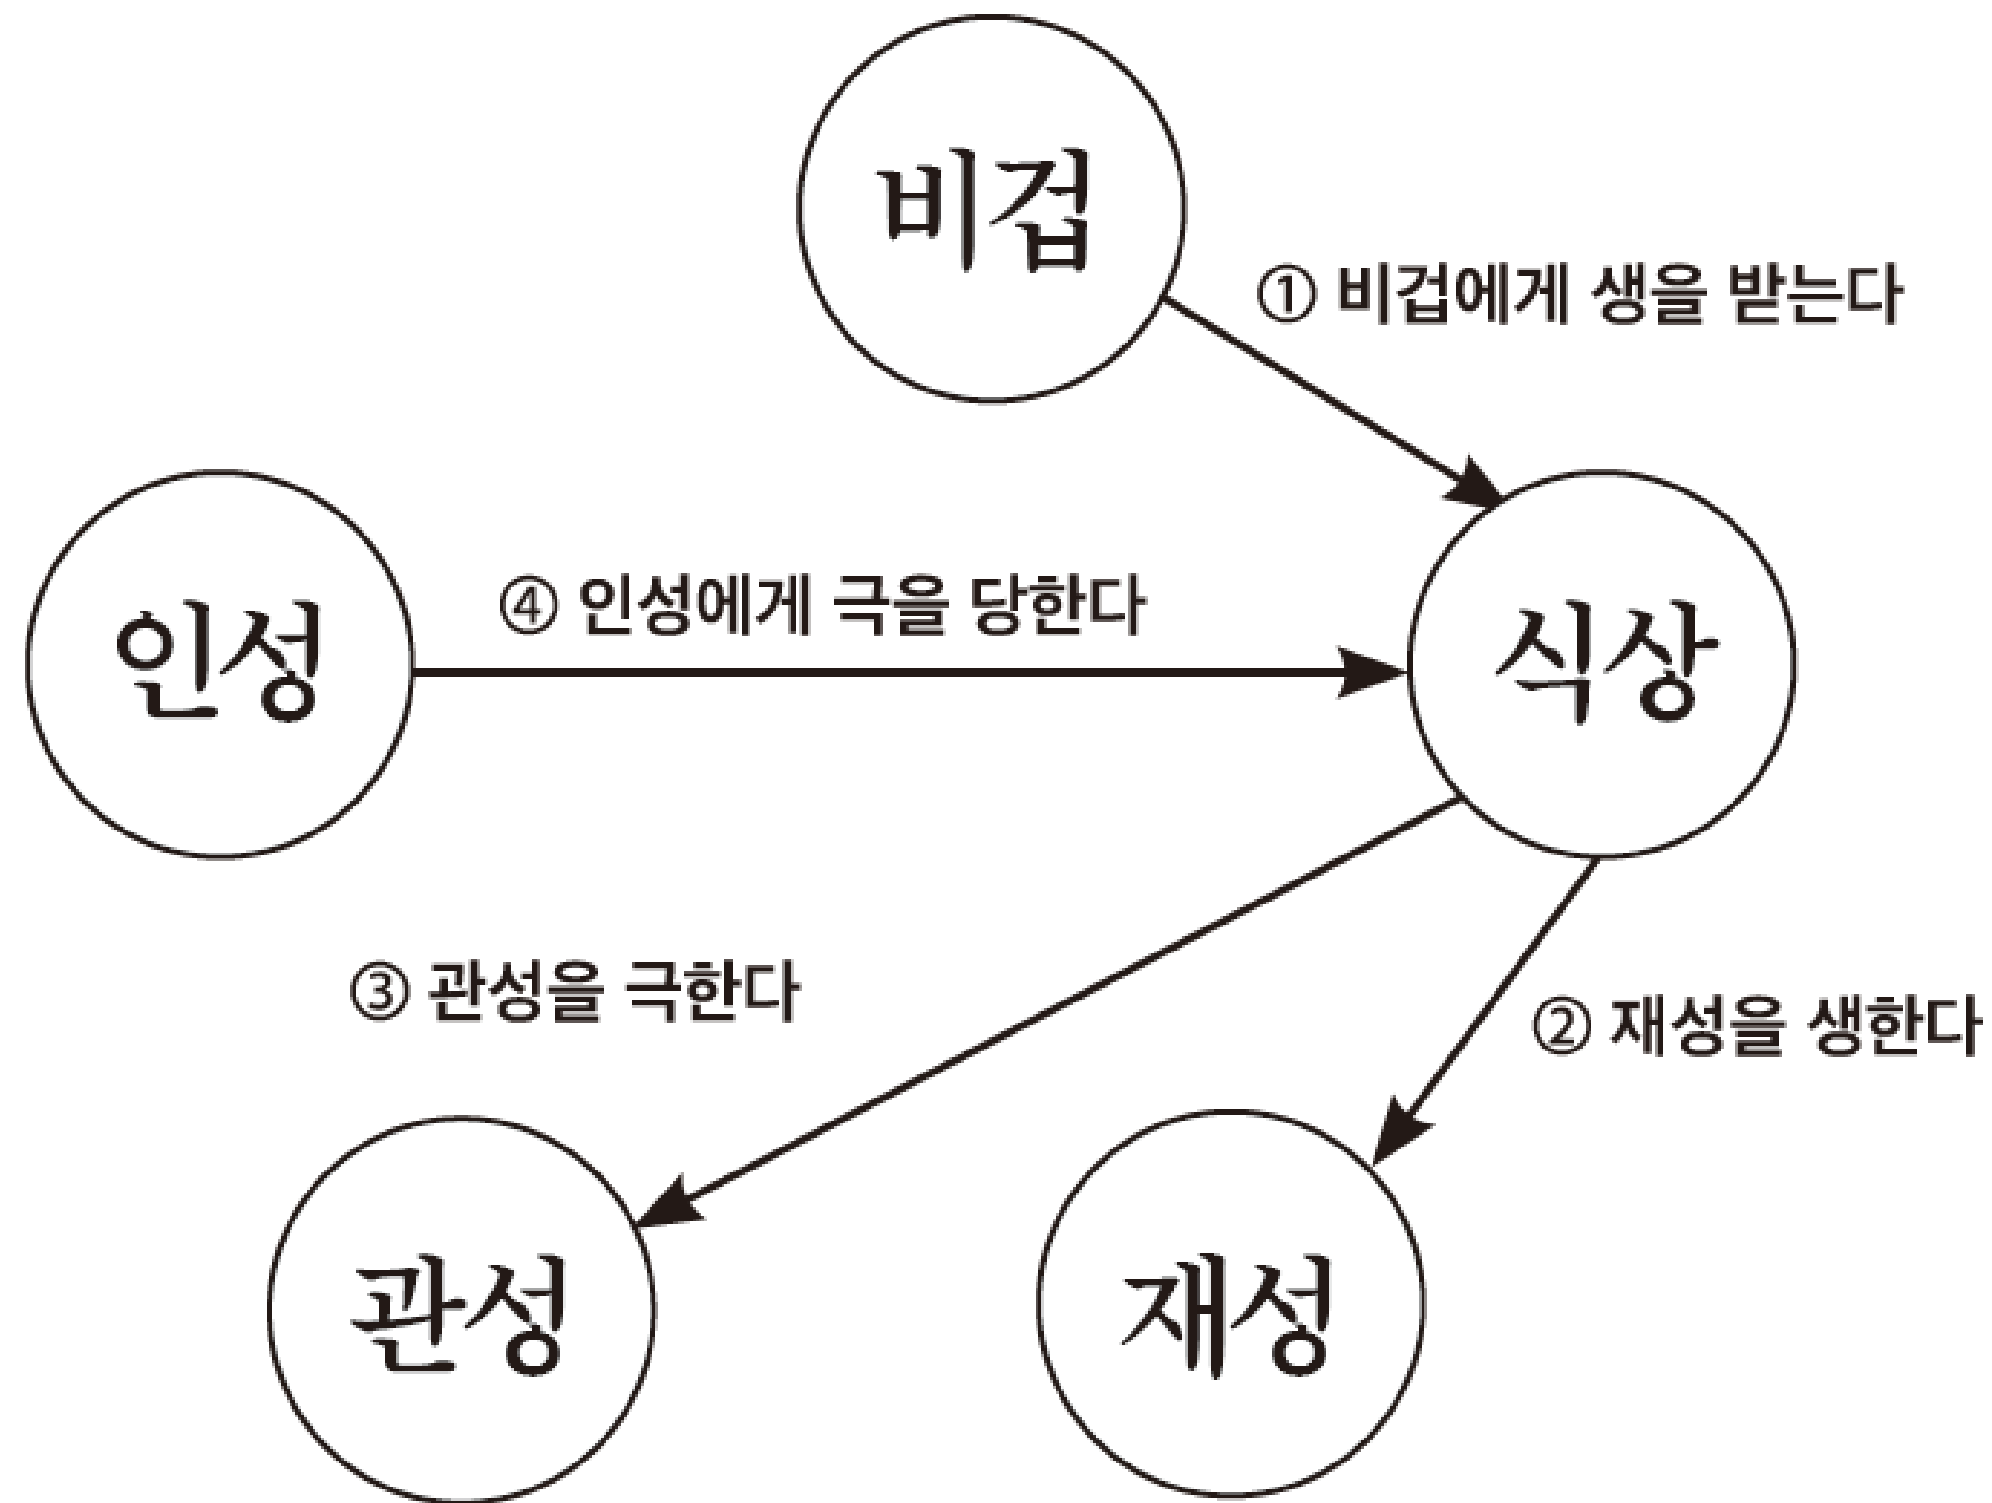 비겁
① 비겁에게 생을 받는다
④ 인성에게 극을 당한다
인성
식상
③ 관성을 극한다
② 재성을 생한다
관성
재성